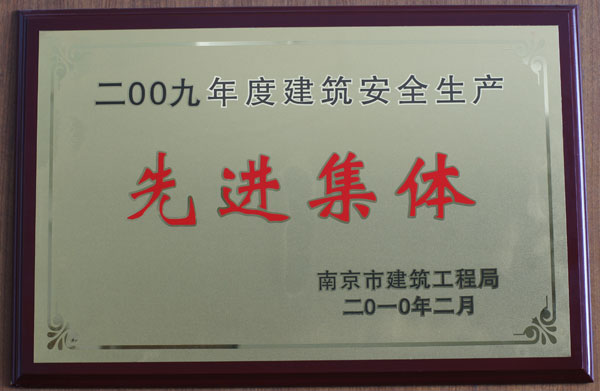 二00九年度建筑安全生产
先进集体
南京市建筑工程局
二0一0年二月